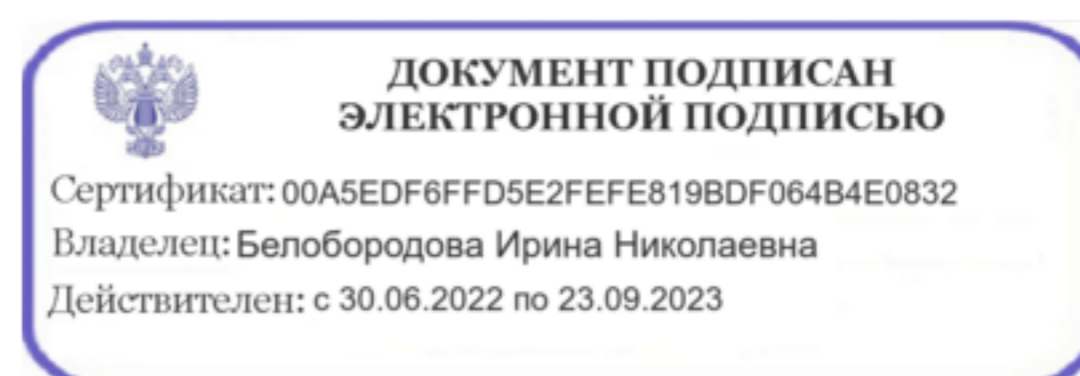 ДОКУМЕНТ ПОДПИСАН
ЭЛЕКТРОННОЙ ПОДПИСЬЮ
Сертификат: 00A5EDF6FFD5E2FEFE819BDF064B4E0832
Владелец: Белобородова Ирина Николаевна
Действителен: с 30.06.2022 по 23.09.2023